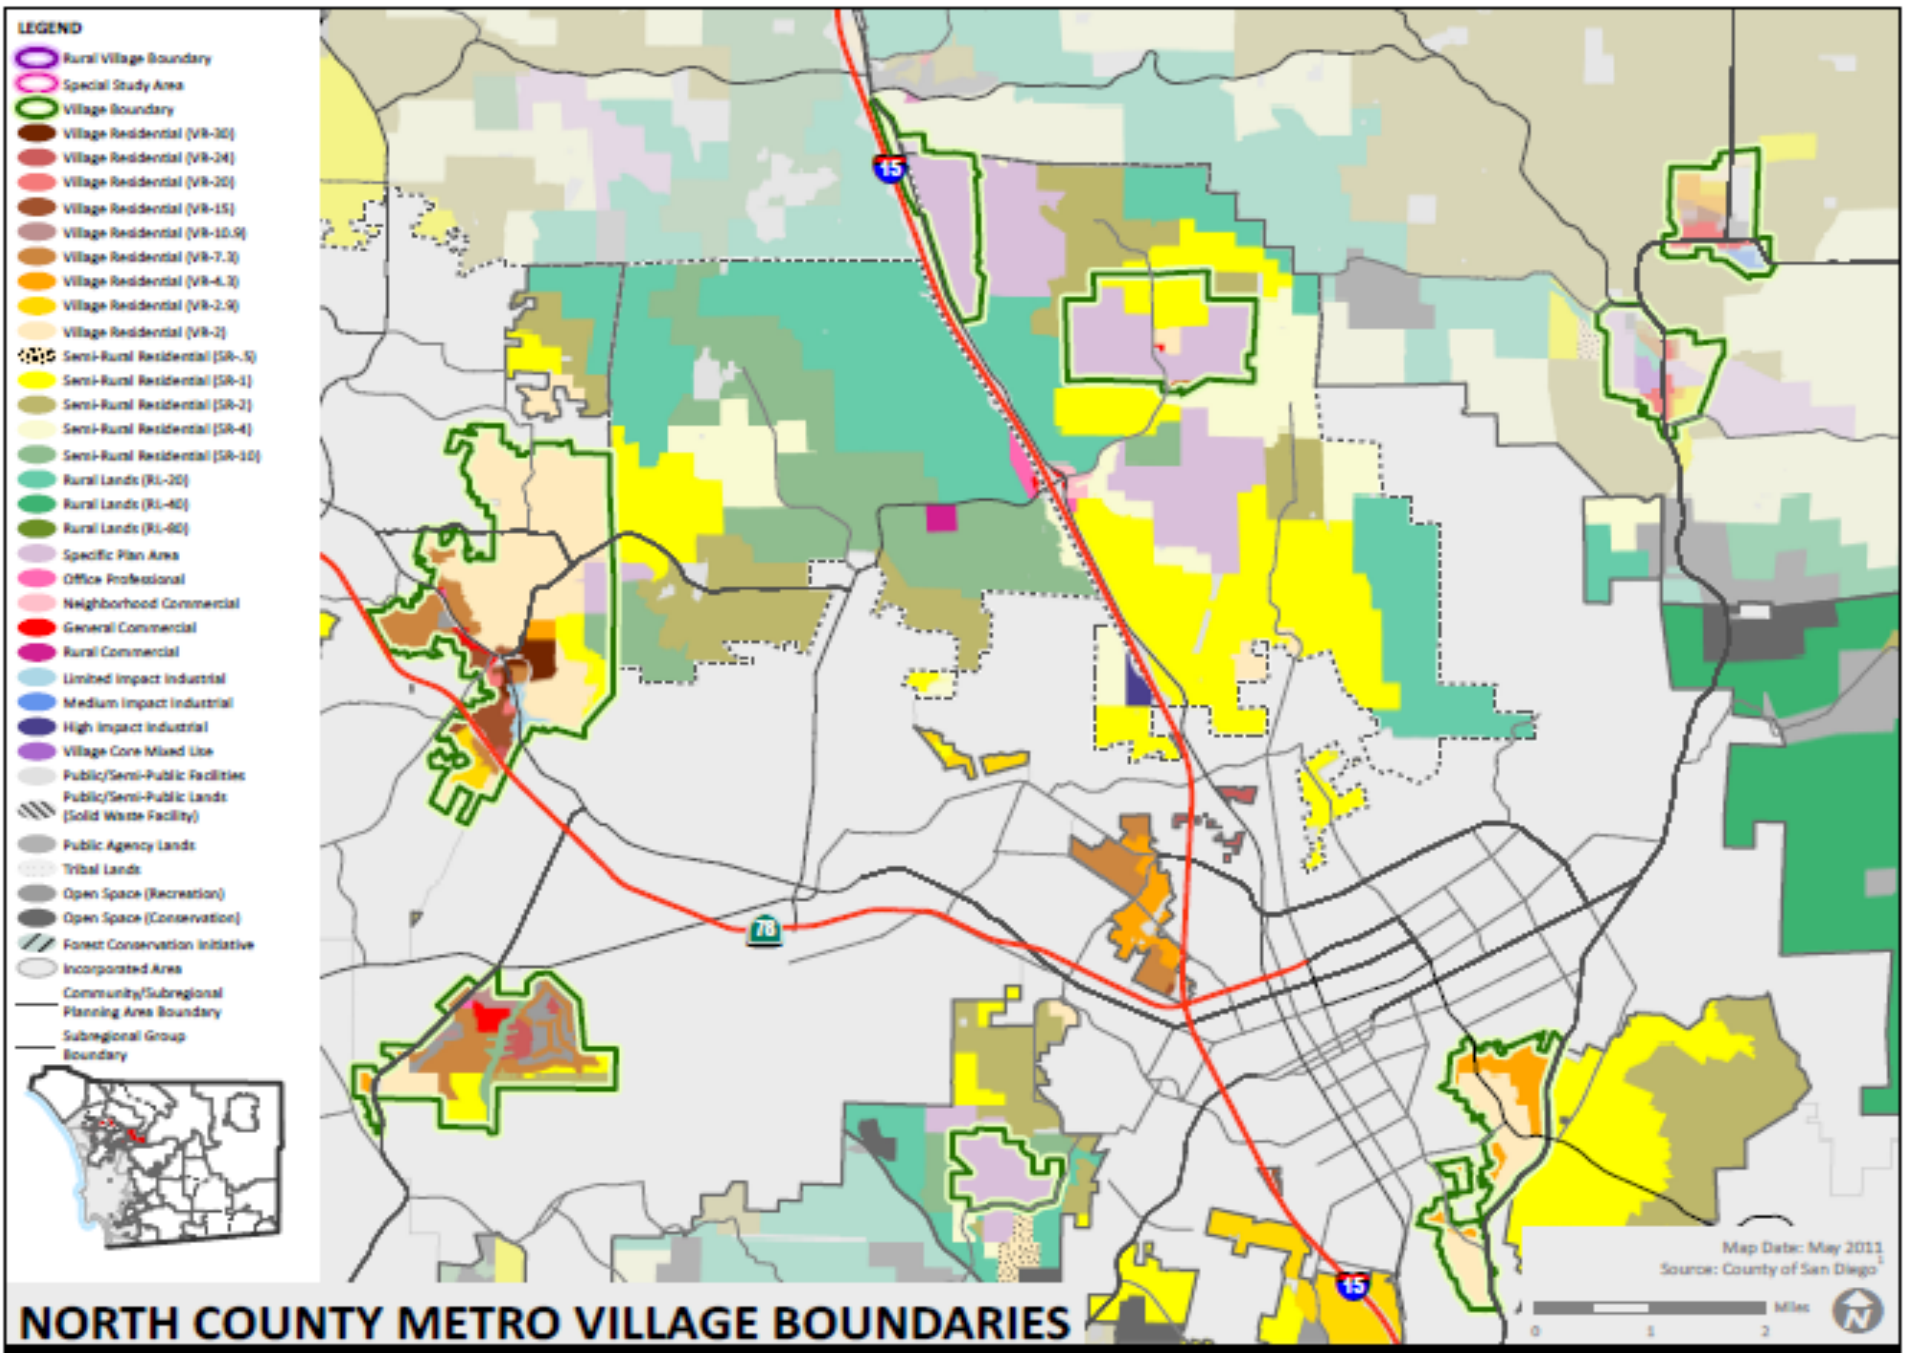 LEGEND
Rural Village Boundary
Special Study Area
Village Boundary
Village Residential (VR-30)
Village Residential (VR-24)
Village Residential (VR-20)
Village Residential (VR-15)
Village Residential (VR-10.9)
Village Residential (VR-7.3)
Village Residential (VR-4.3)
Village Residential (VR-2.9)
Village Residential (VR-2)
Semi-Rural Residential (SR-.5)
Semi-Rural Residential (SR-1)
Semi-Rural Residential (SR-2)
Semi-Rural Residential (SR-4)
Semi-Rural Residential (SR-10)
Rural Lands (RL-20)
Rural Lands (RL-40)
Rural Lands (RL-80)
Specific Plan Area
Office Professional
Neighborhood Commercial
General Commercial
Rural Commercial
Limited Impact Industrial
Medium Impact Industrial
High Impact Industrial
Village Core Mixed Use
Public/Semi-Public Facilities
Public/Semi-Public Lands
(Solid Waste Facility)
Public Agency Lands
Tribal Lands
Open Space (Recreation)
Open Space (Conservation)
Forest Conservation Initiative
Incorporated Area
Community/Subregional
Planning Area Boundary
Subregional Group
Boundary
15
78
15
Map Date: May 2011
Source: County of San Diego
Miles
0 1 2
N
NORTH COUNTY METRO VILLAGE BOUNDARIES